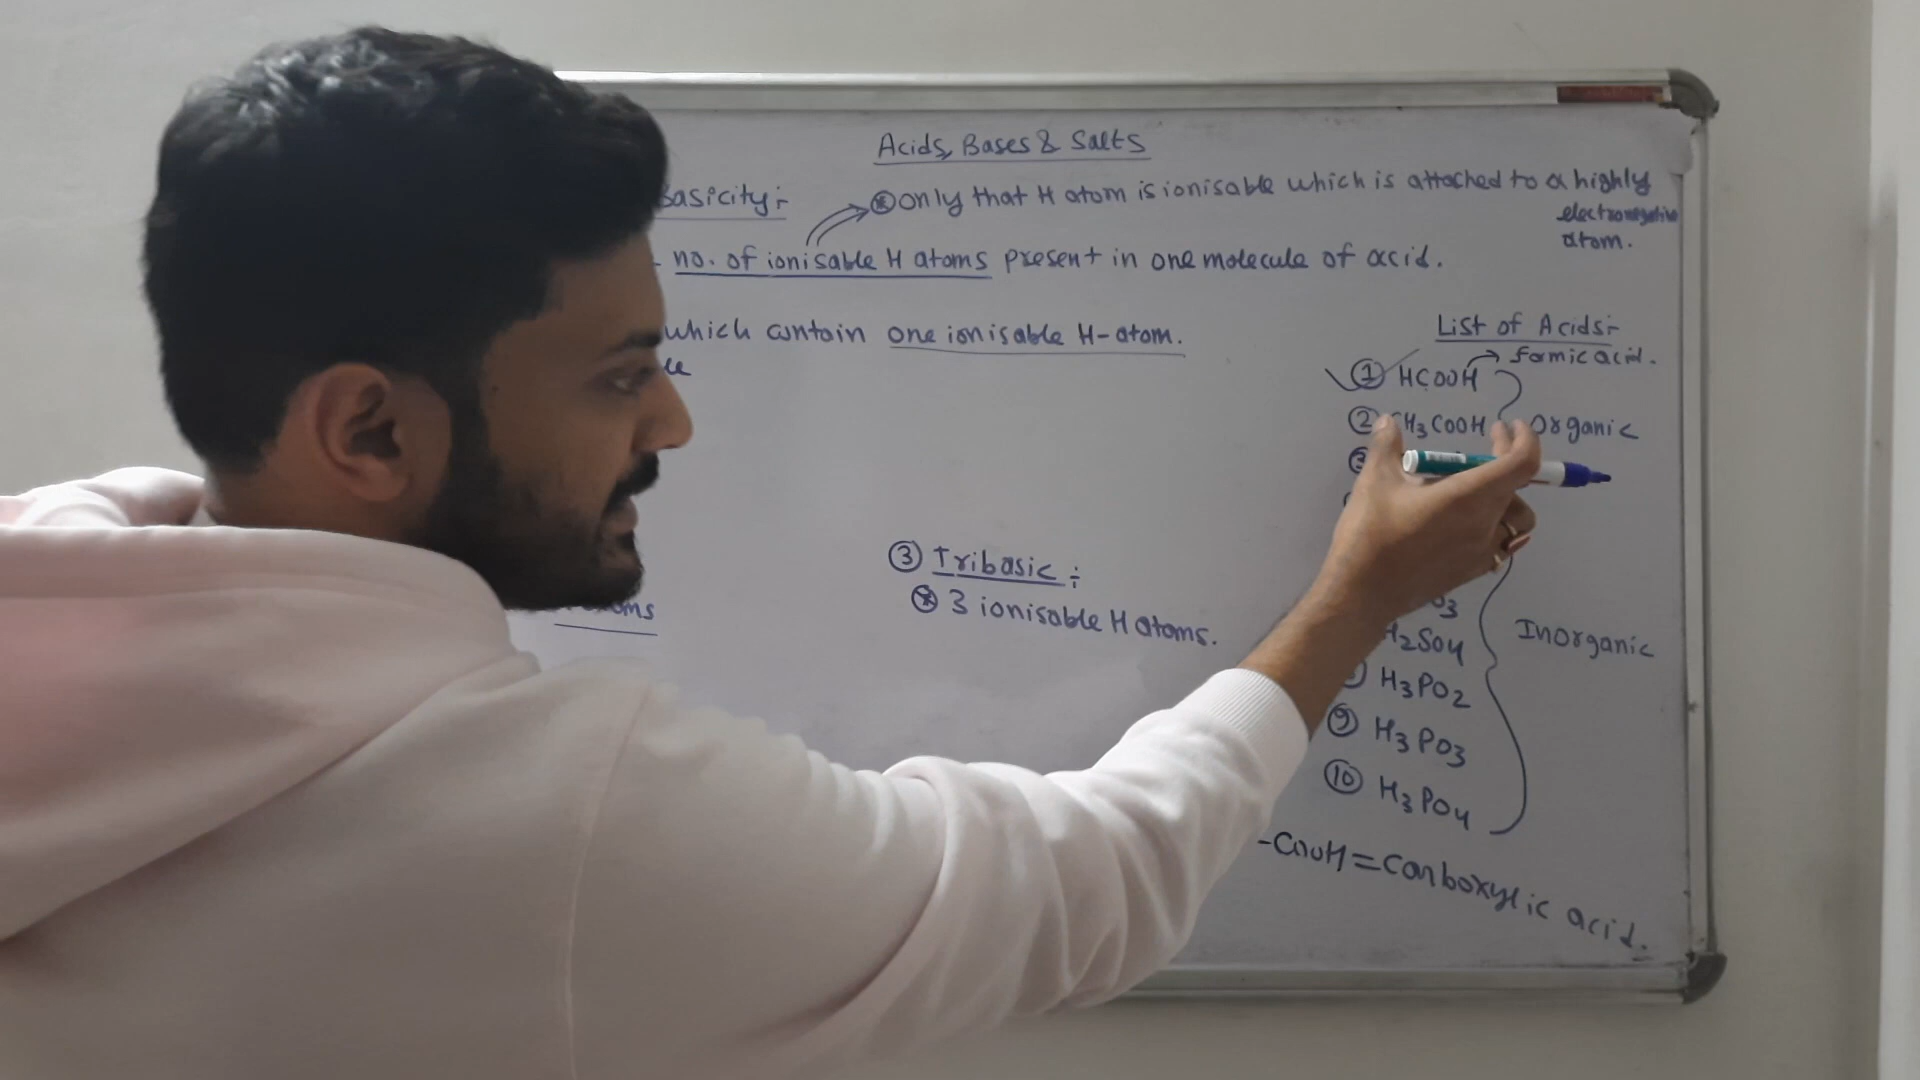 Acids, Bases & Salts
Basicity :-
⊛ only that H atom is ionisable which is attached to a highly
electronegative
atom.
no. of ionisable H atoms present in one molecule of acid.
which contain one ionisable H-atom.
List of Acids :-
formic acid.
① HCOOH
② CH3COOH
Organic
③
③ Tribasic :
⊛ 3 ionisable H atoms.
O3
H2SO4
Inorganic
H3PO2
⑨ H3PO3
⑩ H3PO4
-COOH = carboxylic acid.